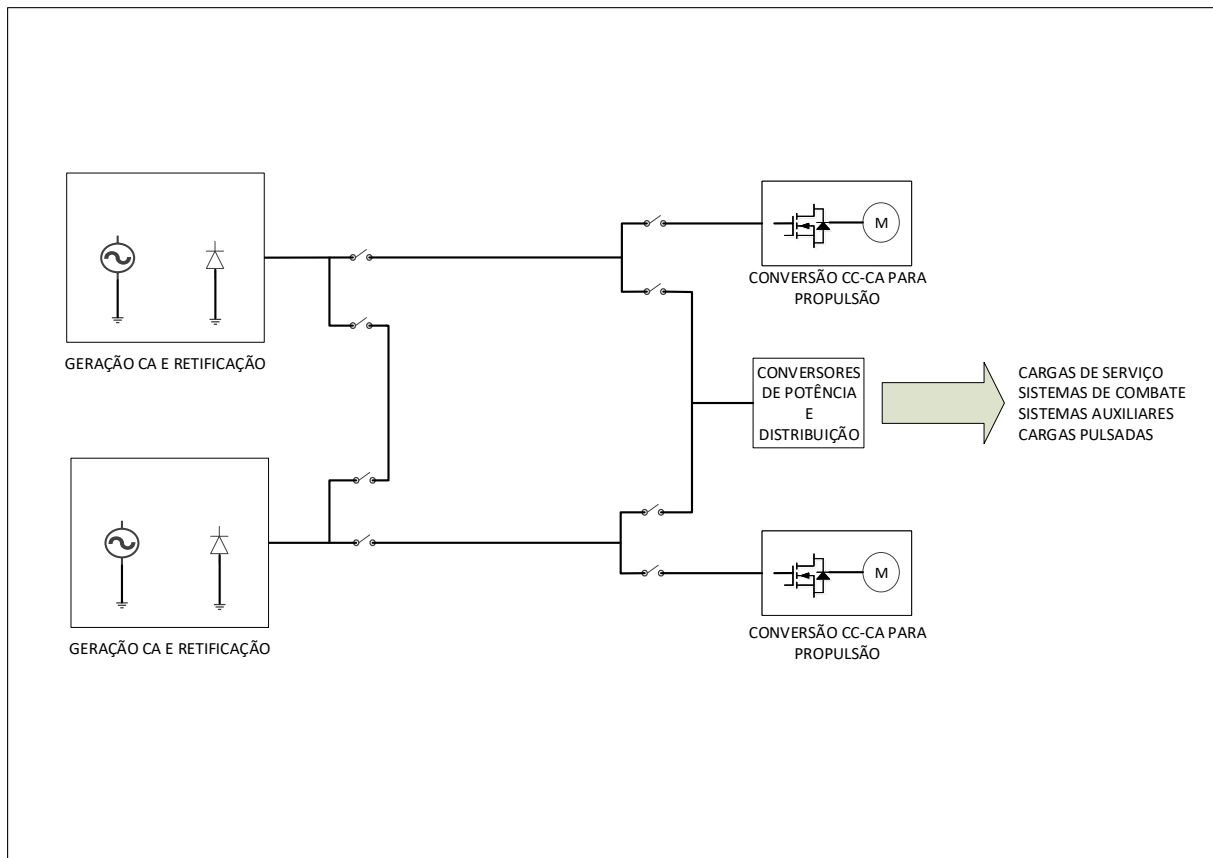 M
CONVERSÃO CC-CA PARA
PROPULSÃO
GERAÇÃO CA E RETIFICAÇÃO
CONVERSORES
DE POTÊNCIA
E
DISTRIBUIÇÃO
CARGAS DE SERVIÇO
SISTEMAS DE COMBATE
SISTEMAS AUXILIARES
CARGAS PULSADAS
M
CONVERSÃO CC-CA PARA
PROPULSÃO
GERAÇÃO CA E RETIFICAÇÃO